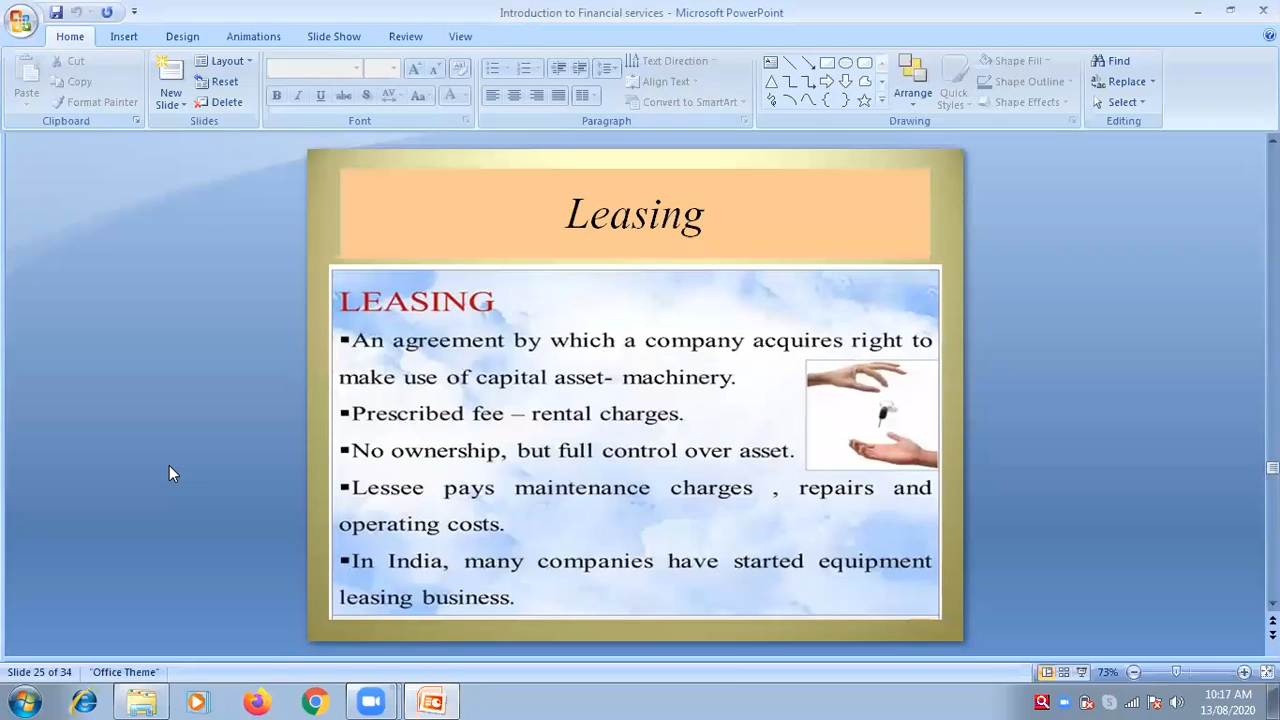 Introduction to Financial services - Microsoft PowerPoint
Home Insert Design Animations Slide Show Review View
Paste
Cut
Copy
Format Painter
Clipboard
New Slide
Layout
Reset
Delete
Slides
B I U abc S AV Aa A
Font
Text Direction
Align Text
Convert to SmartArt
Paragraph
Arrange
Quick Styles
Shape Fill
Shape Outline
Shape Effects
Drawing
Find
Replace
Select
Editing
Leasing
LEASING
▪An agreement by which a company acquires right to
make use of capital asset- machinery.
▪Prescribed fee – rental charges.
▪No ownership, but full control over asset.
▪Lessee pays maintenance charges , repairs and
operating costs.
▪In India, many companies have started equipment
leasing business.
Slide 25 of 34 "Office Theme" 73%
10:17 AM
13/08/2020